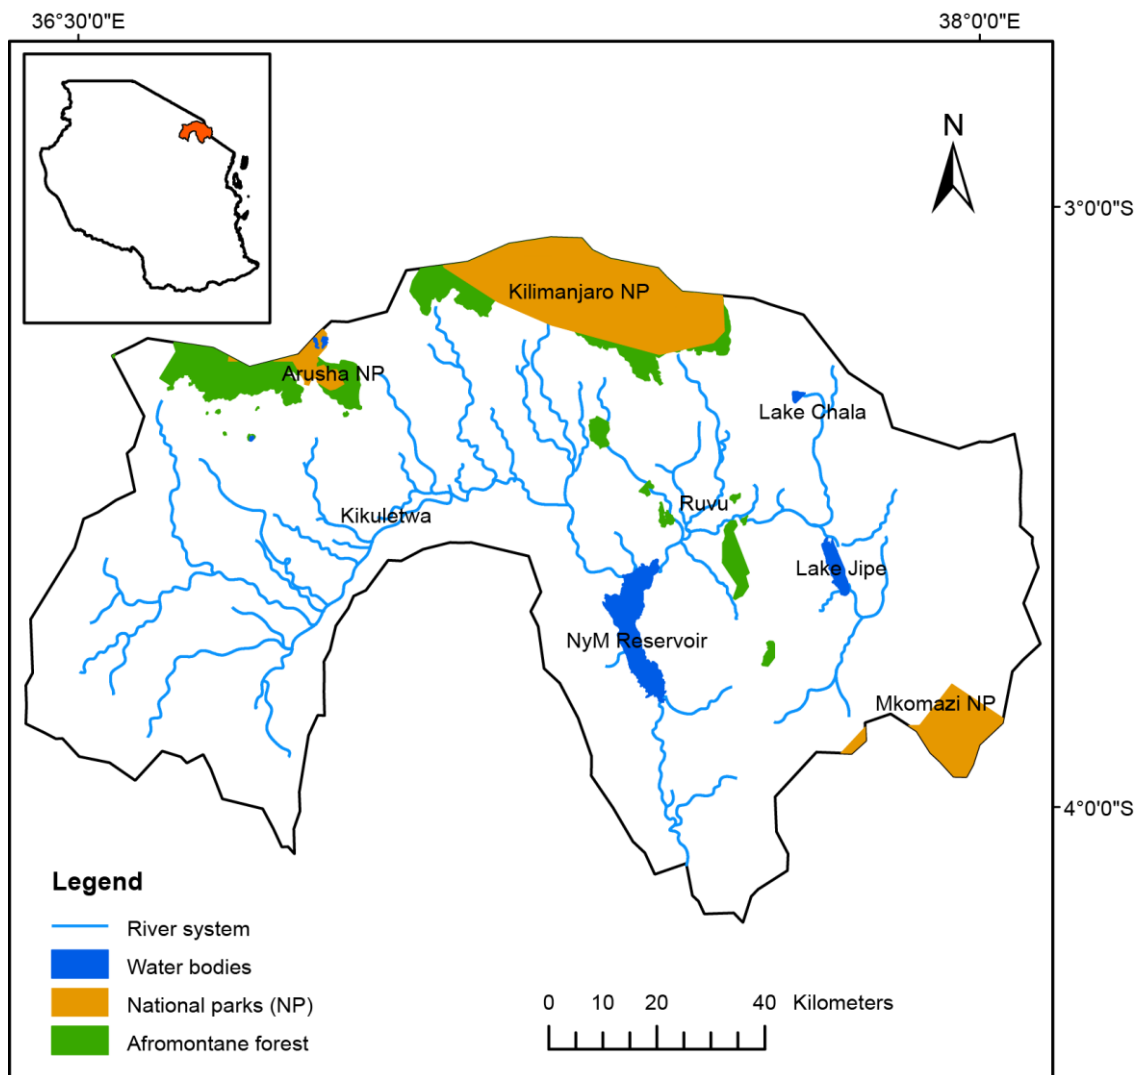 36°30'0"E
38°0'0"E
N
3°0'0"S
Kilimanjaro NP
Arusha NP
Lake Chala
Ruvu
Kikuletwa
Lake Jipe
NyM Reservoir
Mkomazi NP
4°0'0"S
Legend
River system
Water bodies
National parks (NP)
Afromontane forest
0 10 20 40 Kilometers